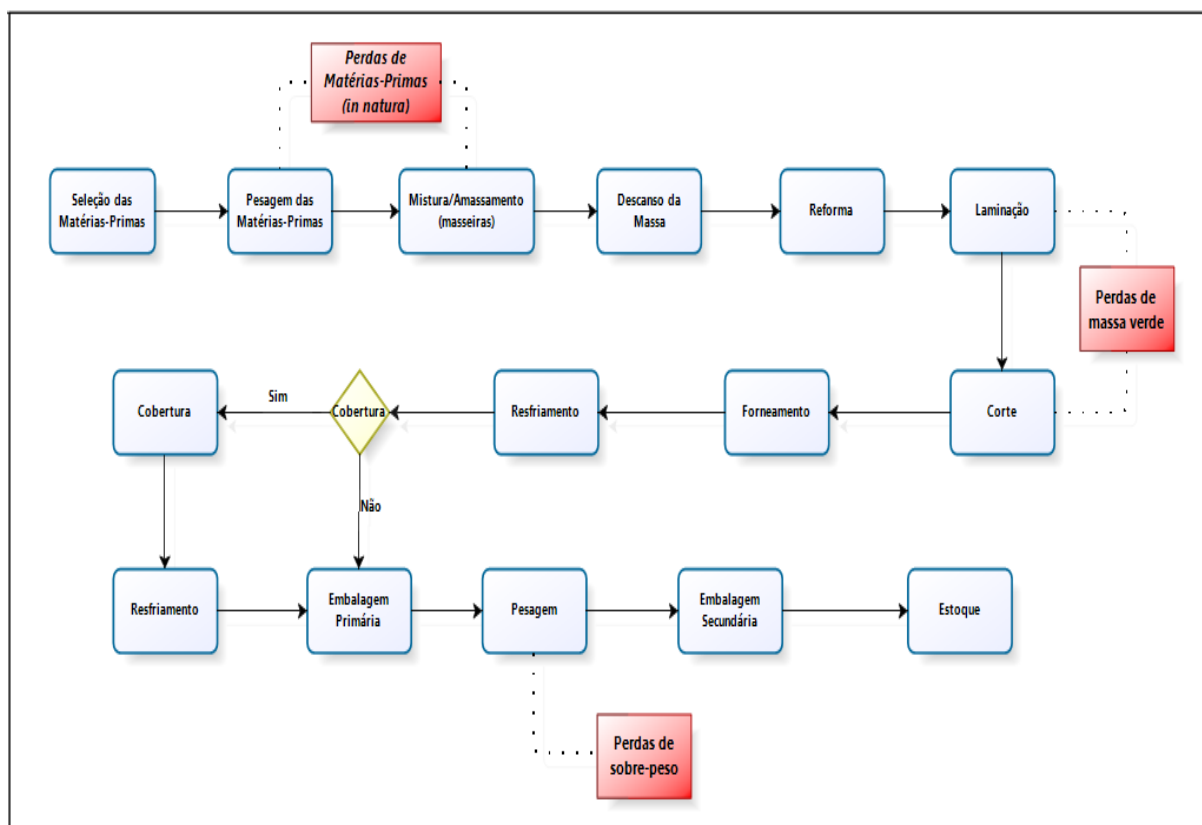 Perdas de
Matérias-Primas
(in natura)
Seleção das
Matérias-Primas
Pesagem das
Matérias-Primas
Mistura/Amassamento
(masseiras)
Descanso da
Massa
Reforma
Laminação
Perdas de
massa verde
Cobertura
Sim
Cobertura
Resfriamento
Forneamento
Corte
Não
Resfriamento
Embalagem
Primária
Pesagem
Embalagem
Secundária
Estoque
Perdas de
sobre-peso